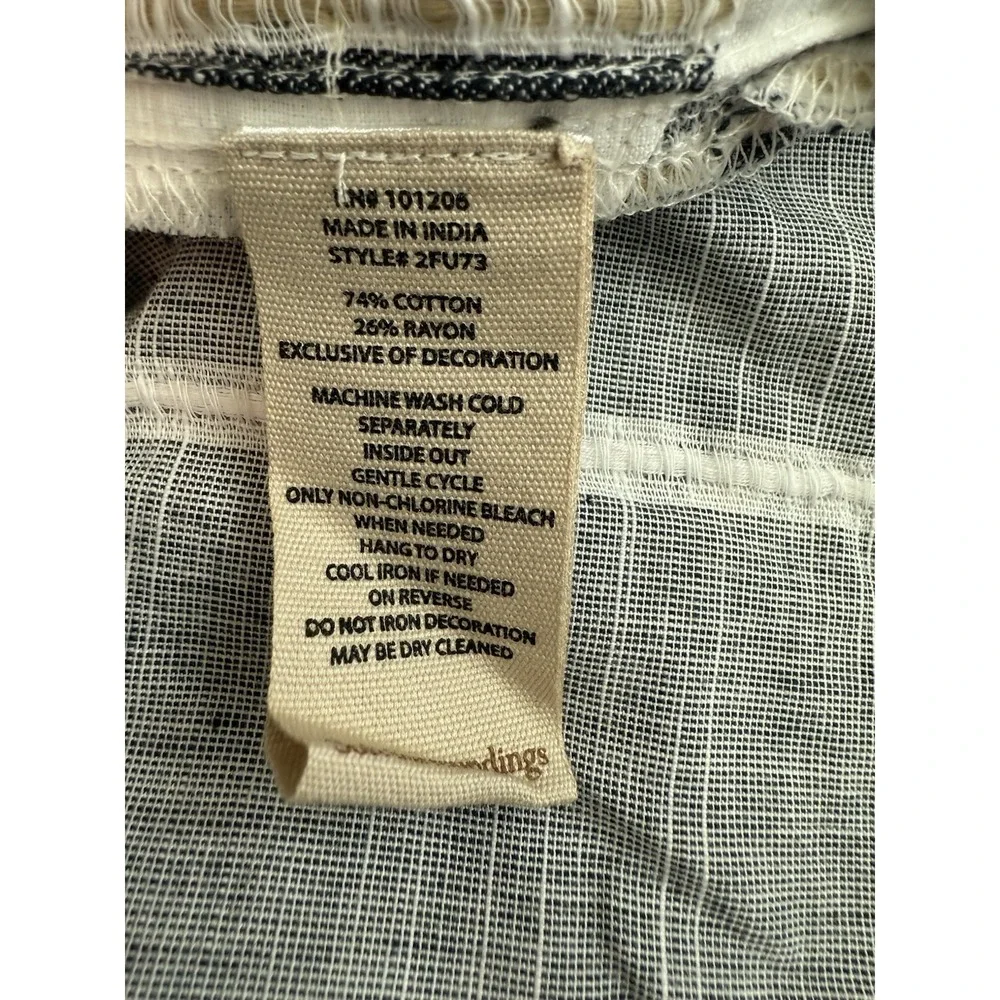 RN# 101206
MADE IN INDIA
STYLE# 2FU73
74% COTTON
26% RAYON
EXCLUSIVE OF DECORATION
MACHINE WASH COLD
SEPARATELY
INSIDE OUT
GENTLE CYCLE
ONLY NON-CHLORINE BLEACH
WHEN NEEDED
HANG TO DRY
COOL IRON IF NEEDED
ON REVERSE
DO NOT IRON DECORATION
MAY BE DRY CLEANED